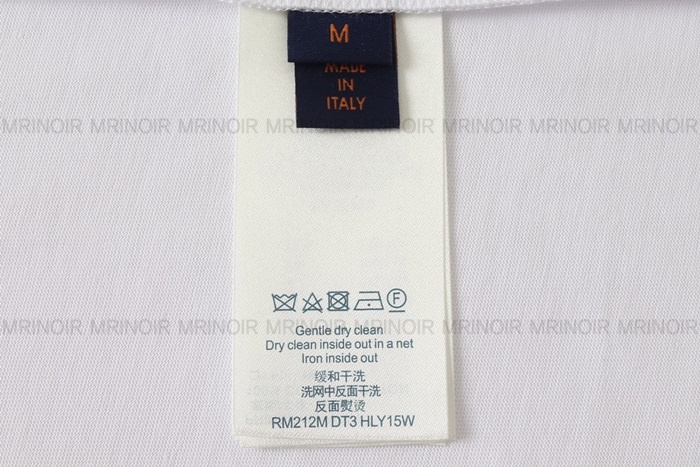 M
MADE
IN
ITALY
MRINOIR MRINOIR MRINOIR MRINOIR MRINOIR MRINOIR MRINOIR MRINOIR
F
MRINOIR MRINOIR MRINOIR MRINOIR MRINOIR MRINOIR MRINOIR MRINOIR
Gentle dry clean
Dry clean inside out in a net
Iron inside out
缓和干洗
洗网中反面干洗
反面熨烫
RM212M DT3 HLY15W